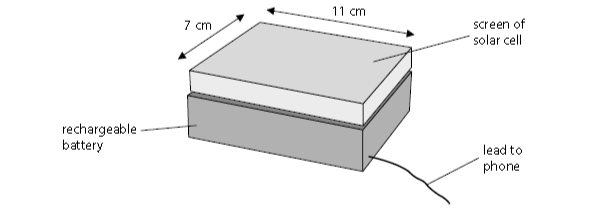 11 cm
7 cm
screen of
solar cell
rechargeable
battery
lead to
phone